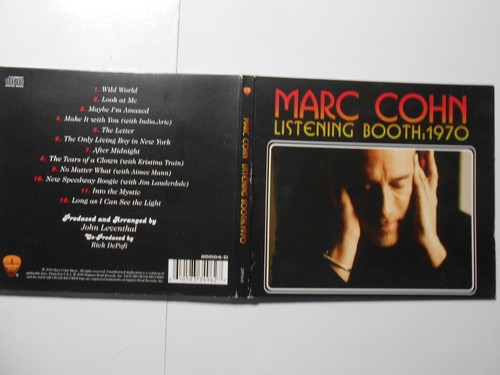 1. Wild World
2. Look at Me
3. Maybe I'm Amazed
4. Make It with You (with India.Arie)
5. The Letter
6. The Only Living Boy in New York
7. After Midnight
8. The Tears of a Clown (with Kristina Train)
9. No Matter What (with Aimee Mann)
10. New Speedway Boogie (with Jim Lauderdale)
11. Into the Mystic
12. Long as I Can See the Light
Produced and Arranged by
John Leventhal
Co-Produced by
Rich DePofi
MARC COHN LISTENING BOOTH:1970
MARC COHN
LISTENING BOOTH:1970